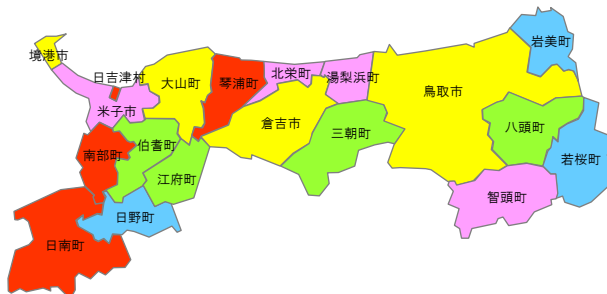 岩美町
境港市
北栄町
日吉津村
大山町
琴浦町
湯梨浜町
鳥取市
米子市
倉吉市
八頭町
三朝町
伯耆町
南部町
若桜町
江府町
智頭町
日野町
日南町